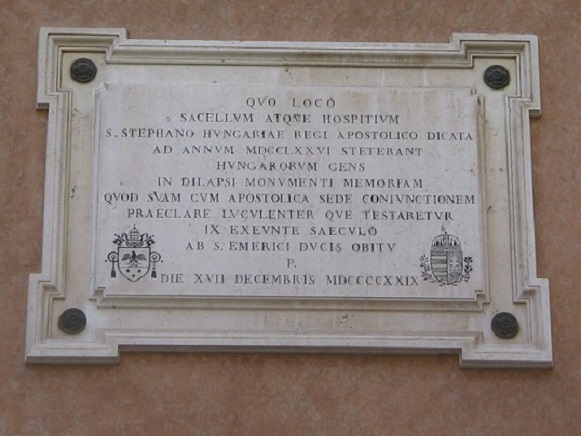 QVO LOCO
SACELLVM ATQVE HOSPITIVM
S. STEPHANO HVNGARIAE REGI APOSTOLICO DICATA
AD ANNVM MDCCLXXVI STETERANT
HVNGARORVM GENS
IN DILAPSI MONVMENTI MEMORIAM
QVOD SVAM CVM APOSTOLICA SEDE CONIVNCTIONEM
PRAECLARE LVCVLENTER QVE TESTARETVR
IX EXEVNTE SAECVLO
AB S. EMERICI DVCIS OBITV
P.
DIE XVII DECEMBRIS MDCCCCXXIX